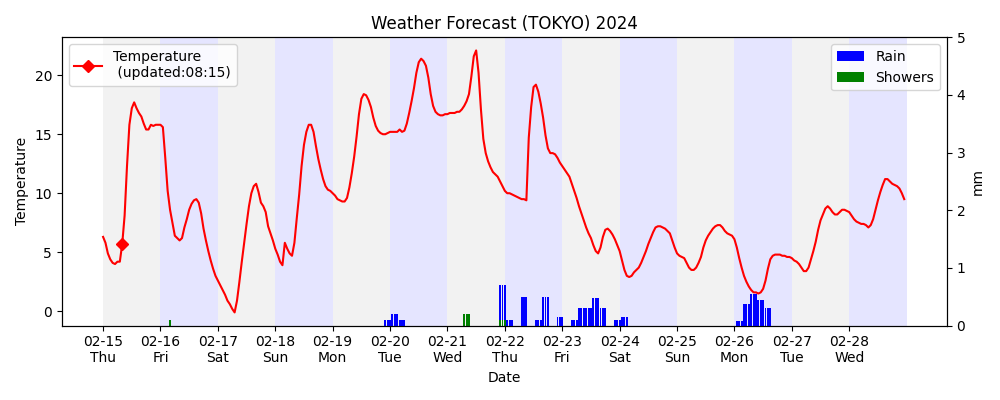 Weather Forecast (TOKYO) 2024
Temperature
(updated:08:15)
Rain
Showers
Temperature
20
15
10
5
0
5
4
3
2
1
0
mm
02-15 02-16 02-17 02-18 02-19 02-20 02-21 02-22 02-23 02-24 02-25 02-26 02-27 02-28
Thu Fri Sat Sun Mon Tue Wed Thu Fri Sat Sun Mon Tue Wed
Date